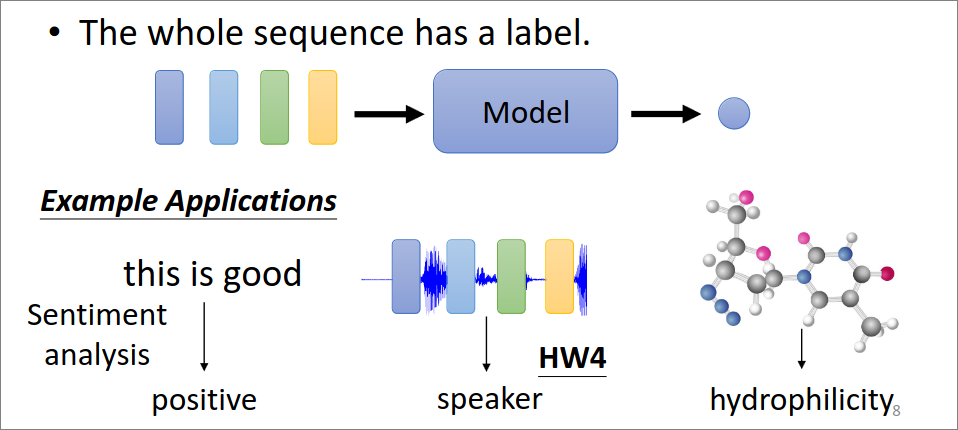 • The whole sequence has a label.
Model
Example Applications
this is good
Sentiment
analysis
positive
HW4
speaker
hydrophilicity
8